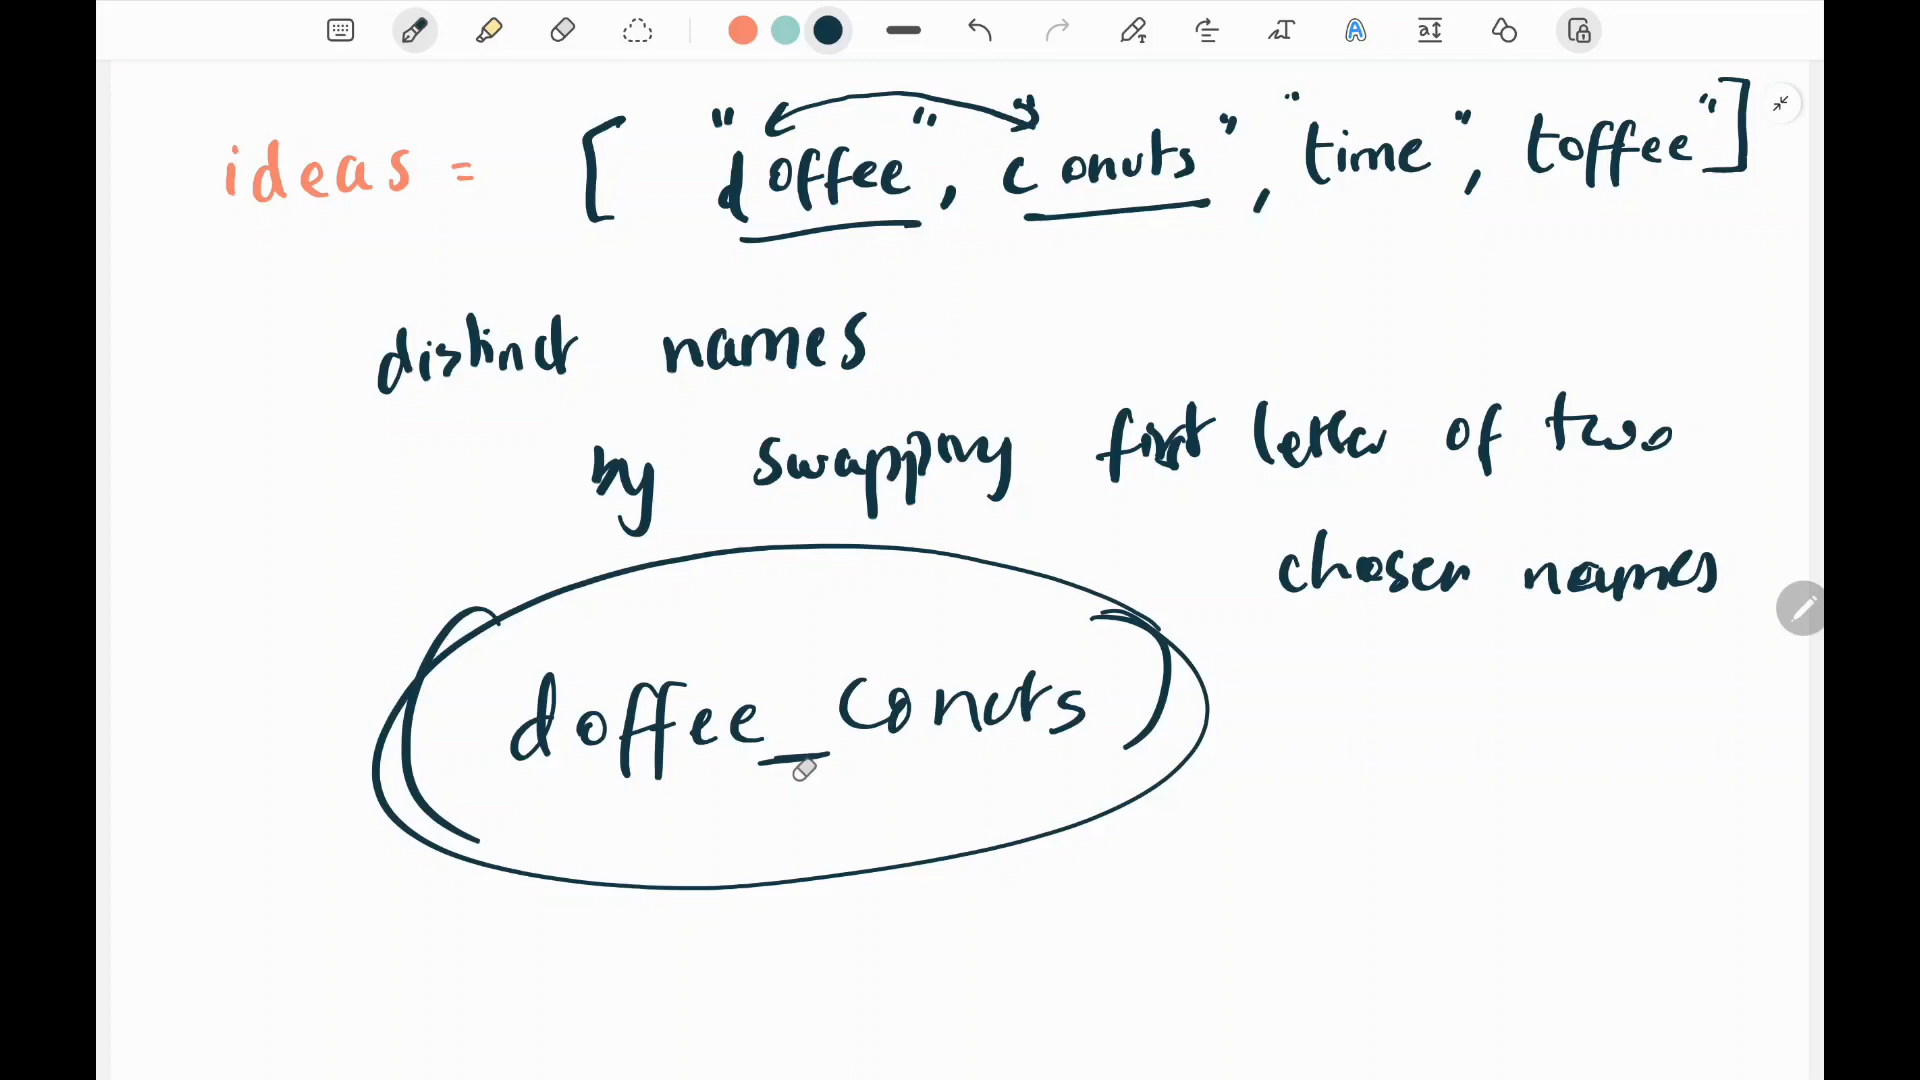 ideas = [ "doffee", conuts", "time", toffee"]
distinct names
by swapping first letter of two
chosen names
(doffee_conuts)